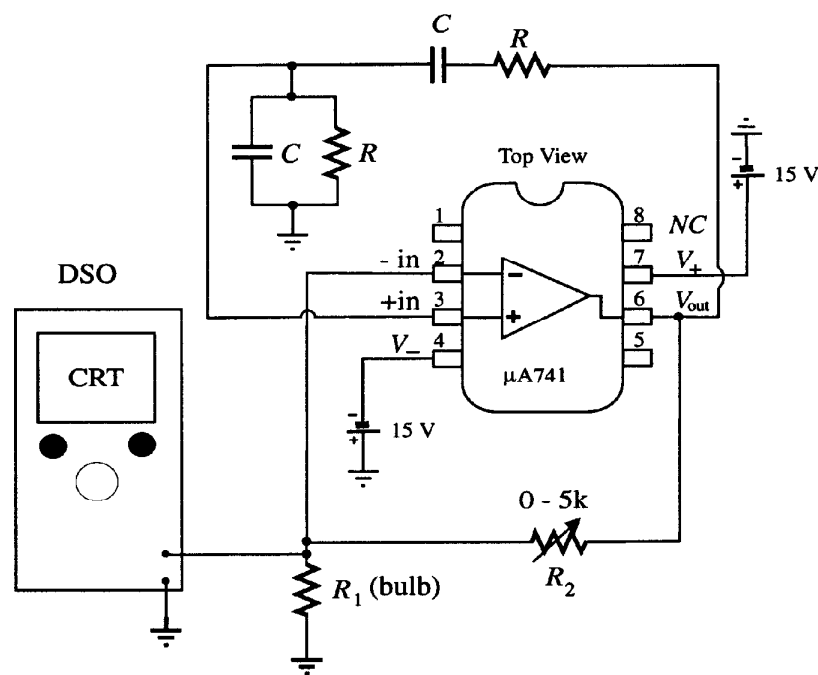 C
R
C
R
Top View
-
+
15 V
1
8
NC
- in
2
-
7
V+
DSO
+in
3
+
6
Vout
V_
4
5
CRT
µA741
-
+
15 V
0 - 5k
R2
R1 (bulb)